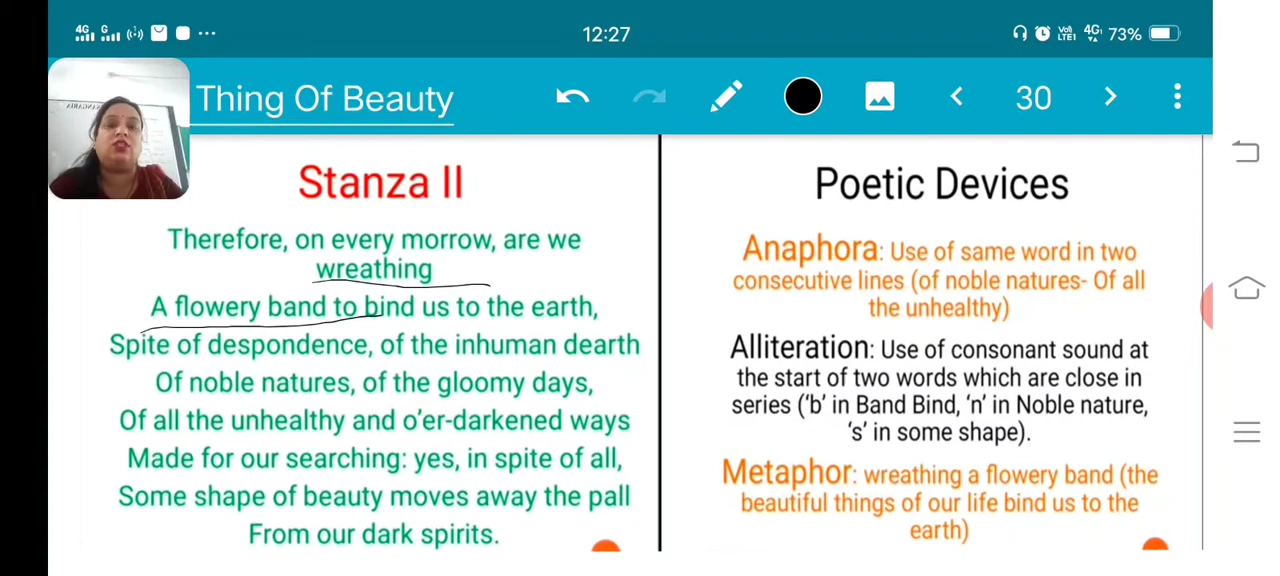 4G G 12:27 Vo) LTE1 4G 73%
Thing Of Beauty 30
Stanza II
Therefore, on every morrow, are we
wreathing
A flowery band to bind us to the earth,
Spite of despondence, of the inhuman dearth
Of noble natures, of the gloomy days,
Of all the unhealthy and o'er-darkened ways
Made for our searching: yes, in spite of all,
Some shape of beauty moves away the pall
From our dark spirits.
Poetic Devices
Anaphora: Use of same word in two
consecutive lines (of noble natures- Of all
the unhealthy)
Alliteration: Use of consonant sound at
the start of two words which are close in
series ('b' in Band Bind, 'n' in Noble nature,
's' in some shape).
Metaphor: wreathing a flowery band (the
beautiful things of our life bind us to the
earth)